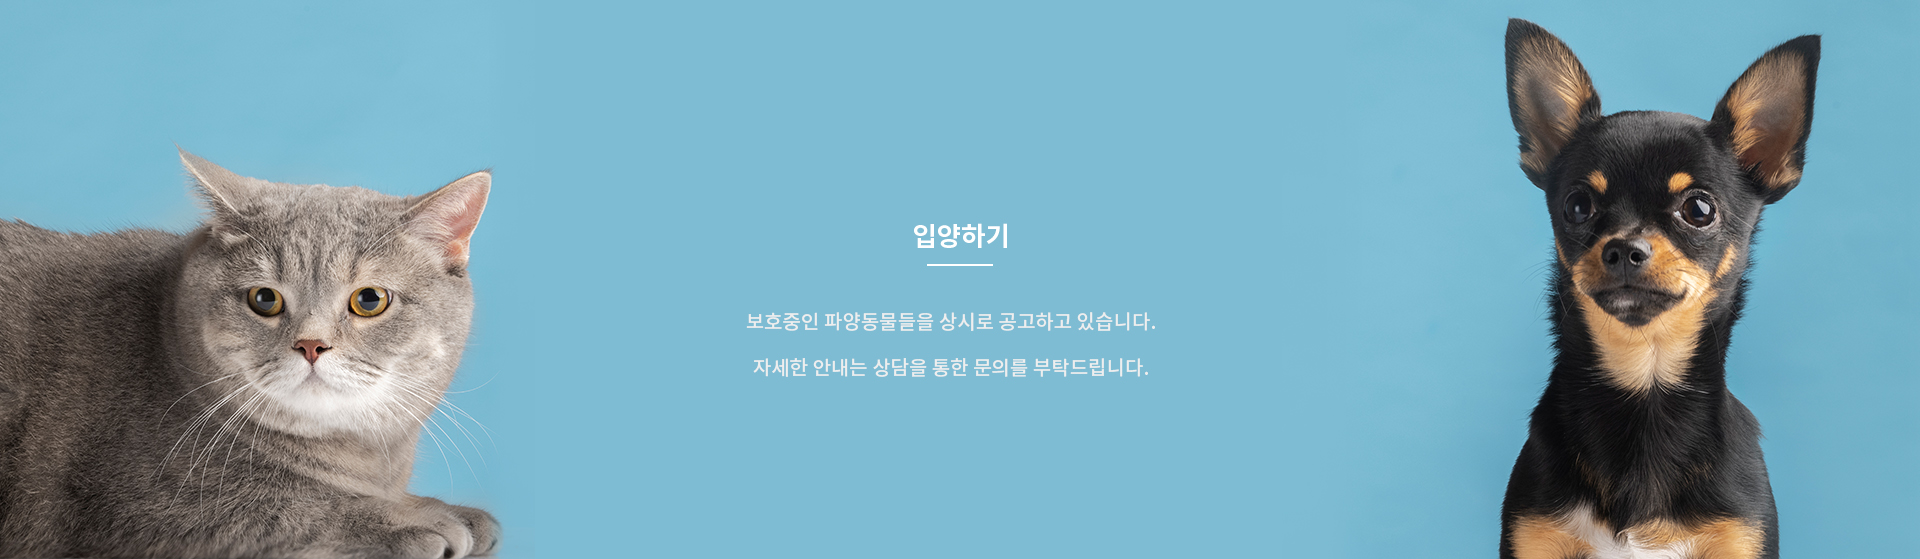 입양하기
보호중인 파양동물들을 상시로 공고하고 있습니다.
자세한 안내는 상담을 통한 문의를 부탁드립니다.